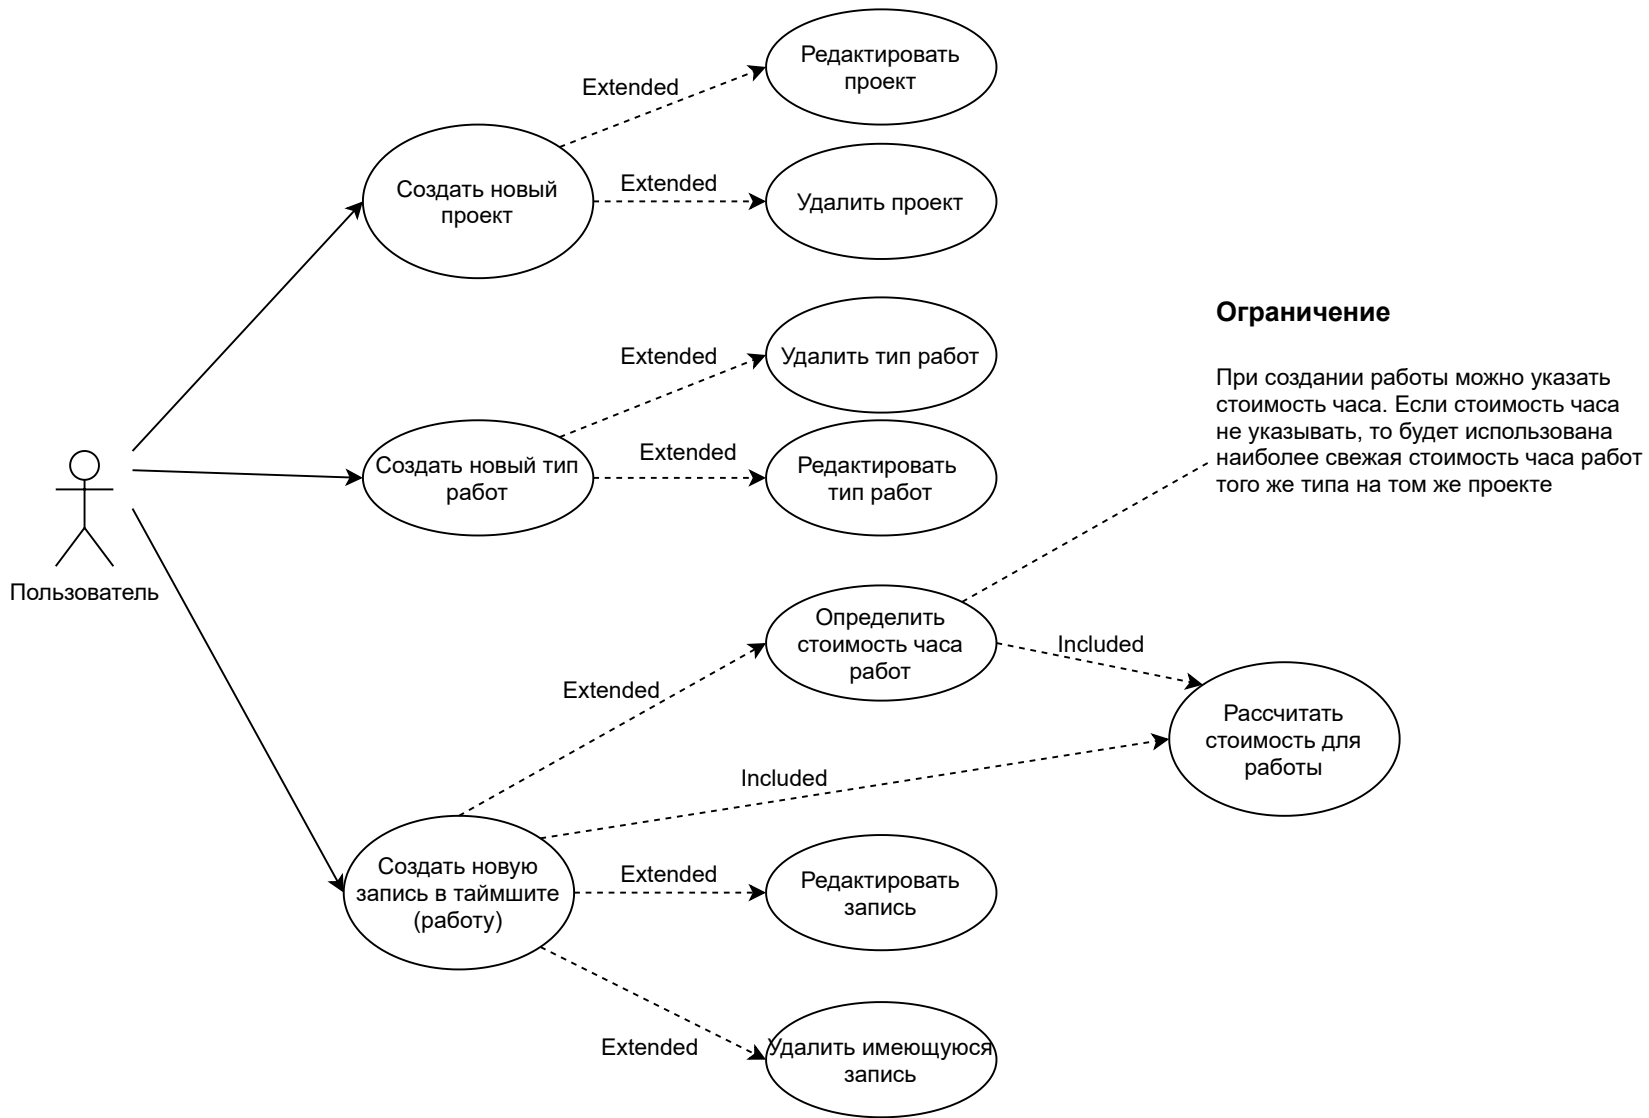 Редактировать
проект
Extended
Создать новый
проект
Extended
Удалить проект
Ограничение
При создании работы можно указать
стоимость часа. Если стоимость часа
не указывать, то будет использована
наиболее свежая стоимость часа работ
того же типа на том же проекте
Extended
Удалить тип работ
Создать новый тип
работ
Extended
Редактировать
тип работ
Пользователь
Определить
стоимость часа
работ
Included
Extended
Рассчитать
стоимость для
работы
Included
Создать новую
запись в таймшите
(работу)
Extended
Редактировать
запись
Extended
Удалить имеющуюся
запись